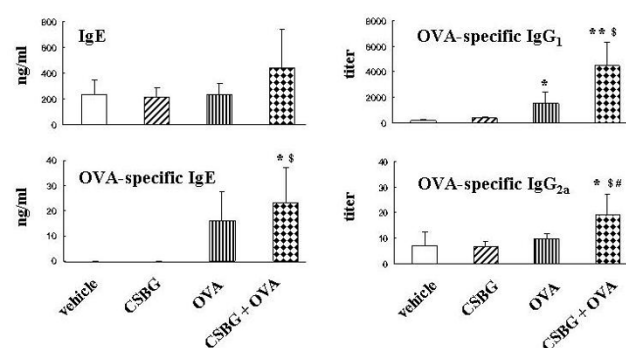 IgE
ng/ml
800
600
400
200
0
OVA-specific IgG1
titer
8000
6000
4000
2000
0
** $
*
OVA-specific IgE
ng/ml
40
30
20
10
0
* $
vehicle
CSBG
OVA
CSBG + OVA
OVA-specific IgG2a
titer
40
30
20
10
0
* $#
vehicle
CSBG
OVA
CSBG + OVA